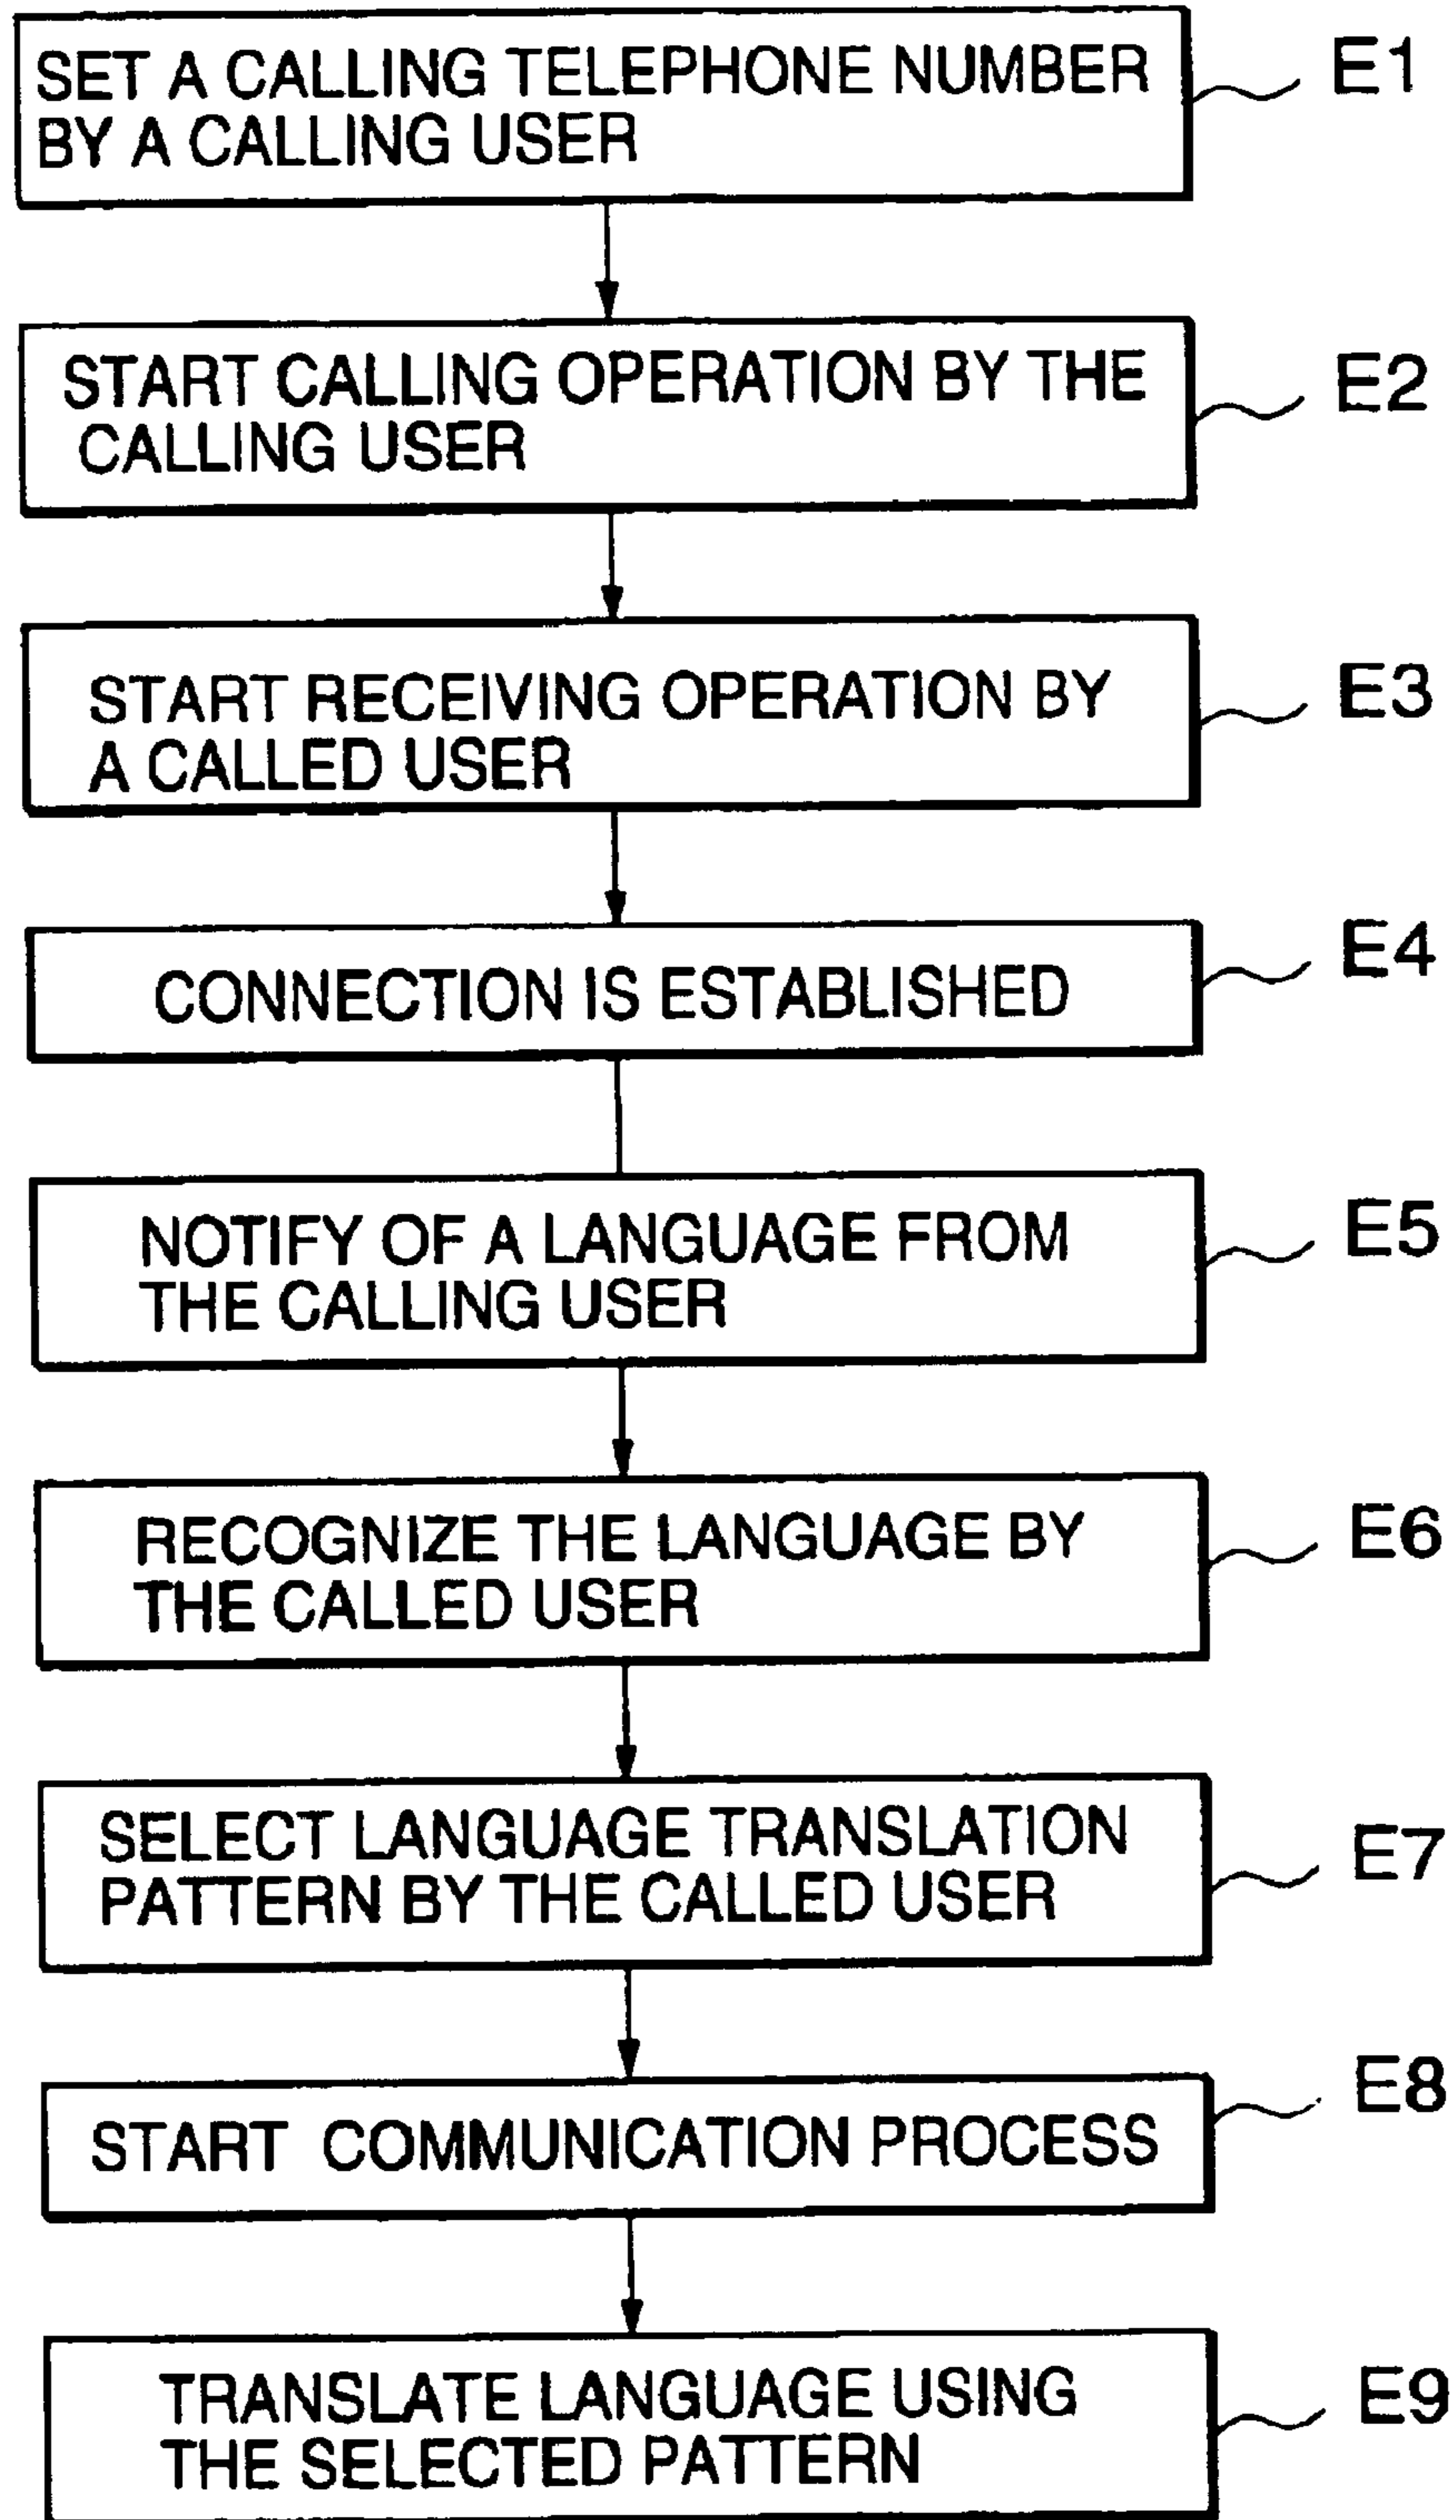 SET A CALLING TELEPHONE NUMBER
BY A CALLING USER
E1
START CALLING OPERATION BY THE
CALLING USER
E2
START RECEIVING OPERATION BY
A CALLED USER
E3
CONNECTION IS ESTABLISHED
E4
NOTIFY OF A LANGUAGE FROM
THE CALLING USER
E5
RECOGNIZE THE LANGUAGE BY
THE CALLED USER
E6
SELECT LANGUAGE TRANSLATION
PATTERN BY THE CALLED USER
E7
START COMMUNICATION PROCESS
E8
TRANSLATE LANGUAGE USING
THE SELECTED PATTERN
E9